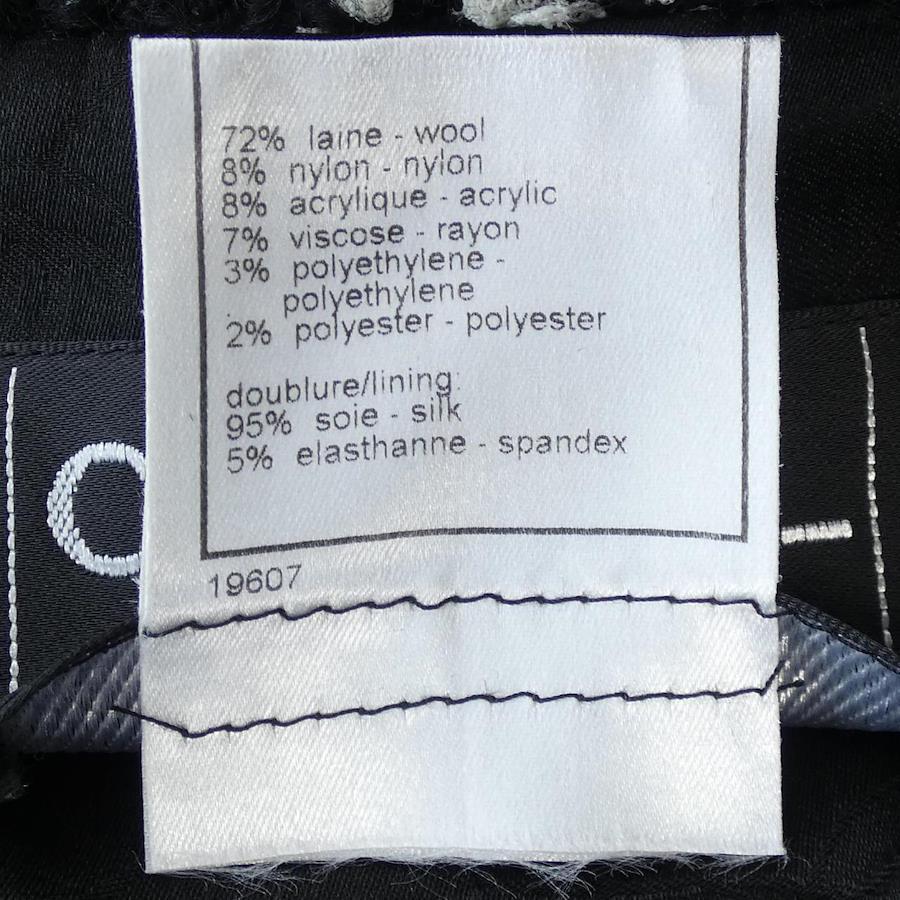 72% laine - wool
8% nylon - nylon
8% acrylique - acrylic
7% viscose - rayon
3% polyethylene -
polyethylene
2% polyester - polyester
doublure/lining:
95% soie - silk
5% elasthanne - spandex
19607